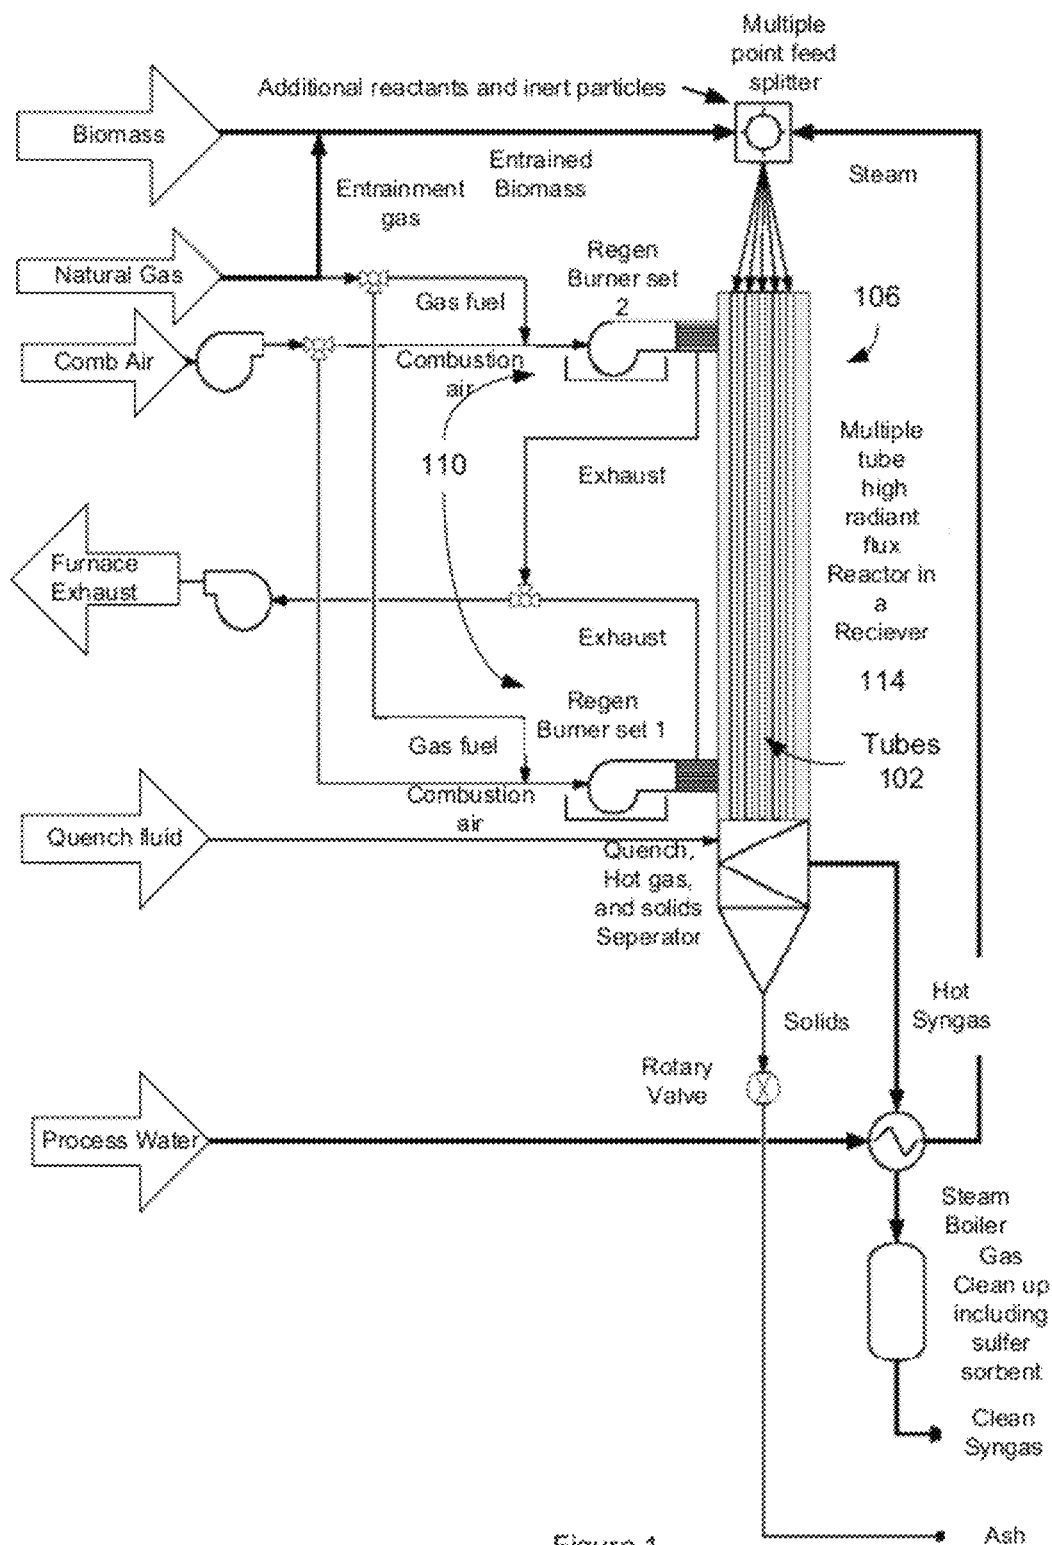 Multiple
point feed
splitter
Additional reactants and inert particles
Biomass
Entrained
Biomass
Steam
Entrainment
gas
Natural Gas
Regen
Burner set
2
Gas fuel
106
Comb Air
Combustion
air
110
Exhaust
Multiple
tube
high
radiant
flux
Reactor in
a
Reciever
114
Furnace
Exhaust
Exhaust
Regen
Burner set 1
Gas fuel
Tubes
102
Combustion
air
Quench fluid
Quench,
Hot gas,
and solids
Seperator
Hot
Syngas
Solids
Rotary
Valve
Process Water
Steam
Boiler
Gas
Clean up
including
sulfer
sorbent
Clean
Syngas
Ash
Figure 1